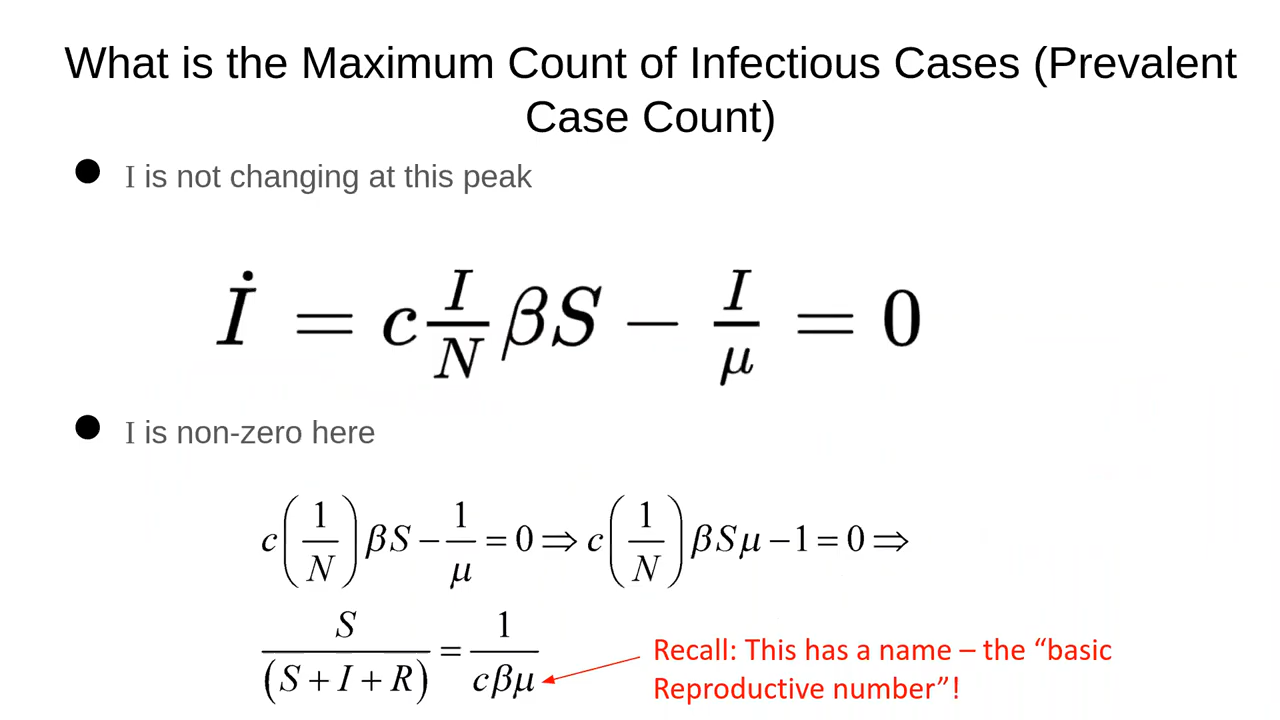 What is the Maximum Count of Infectious Cases (Prevalent
Case Count)
● I is not changing at this peak
İ = c I/N βS − I/μ = 0
● I is non-zero here
c(1/N)βS − 1/μ = 0 ⇒ c(1/N)βSμ − 1 = 0 ⇒
S/(S + I + R) = 1/cβμ
Recall: This has a name – the “basic
Reproductive number”!